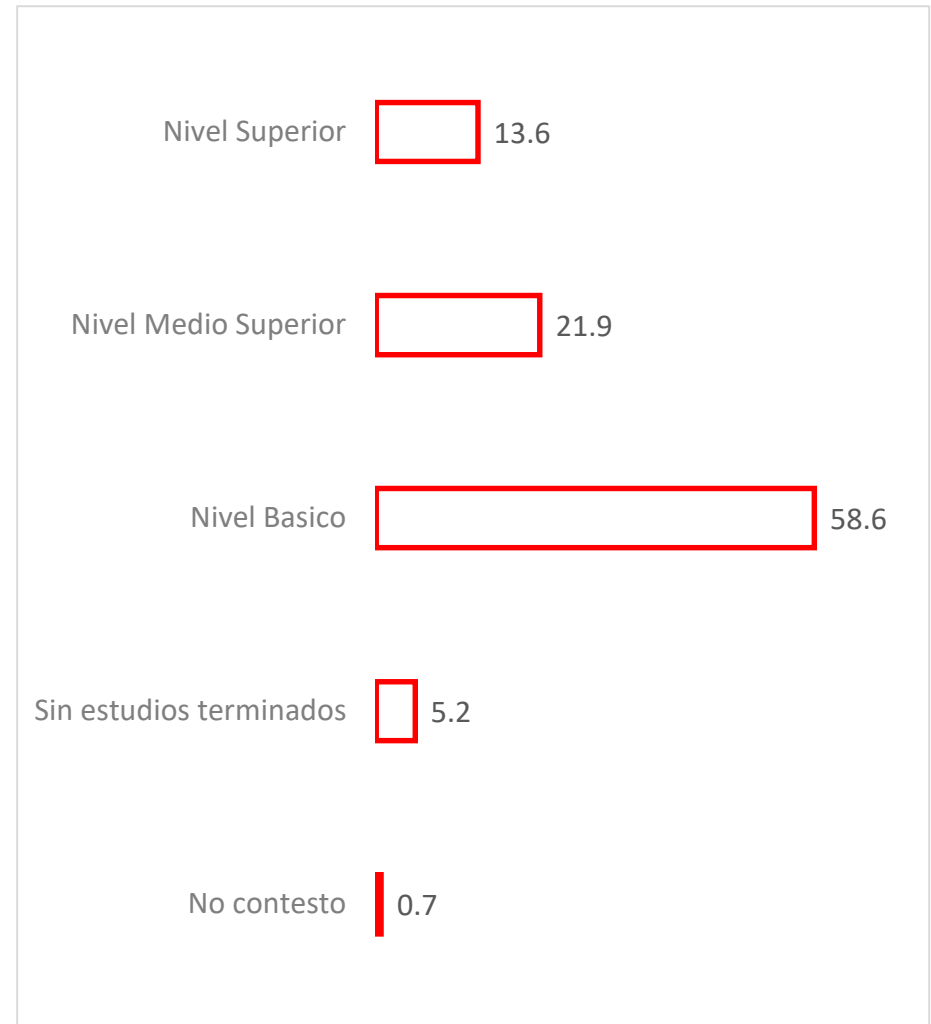 Nivel Superior 13.6
Nivel Medio Superior 21.9
Nivel Basico 58.6
Sin estudios terminados 5.2
No contesto 0.7